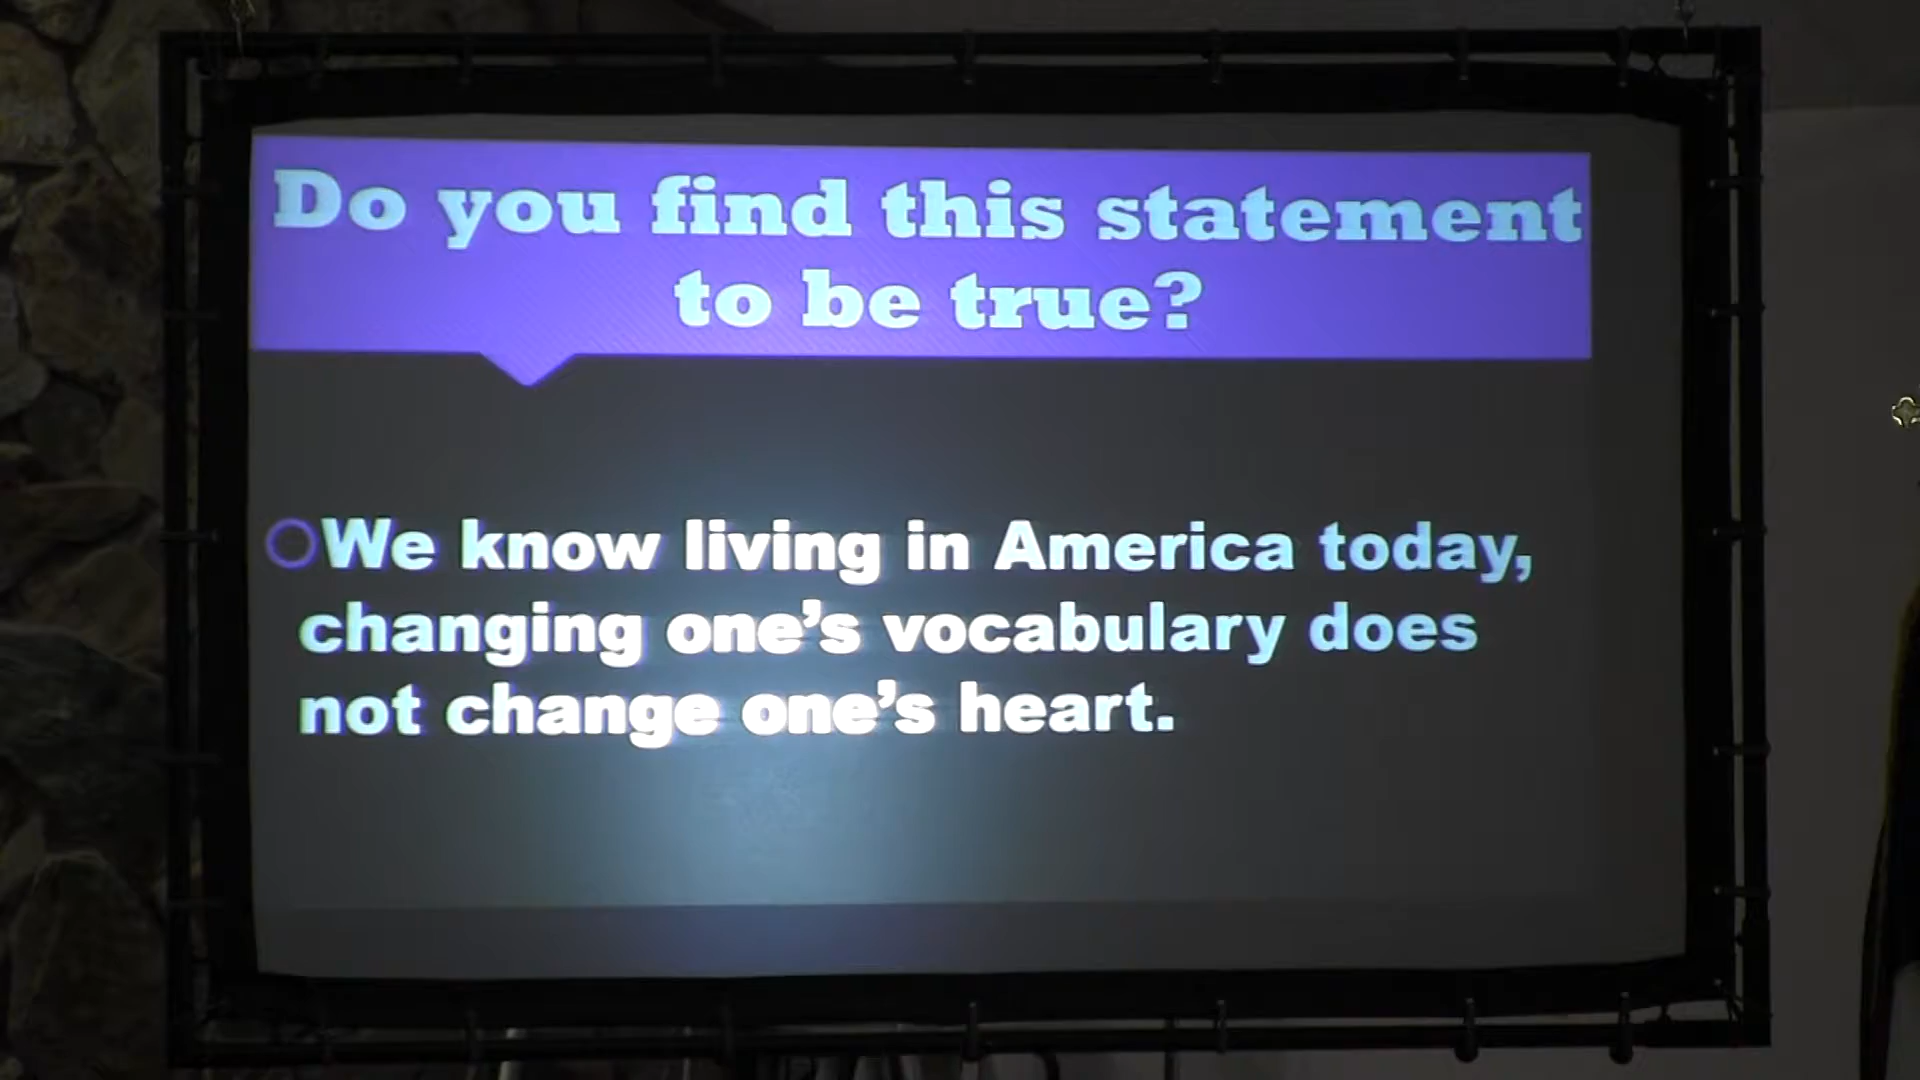 Do you find this statement
to be true?
We know living in America today,
changing one's vocabulary does
not change one's heart.